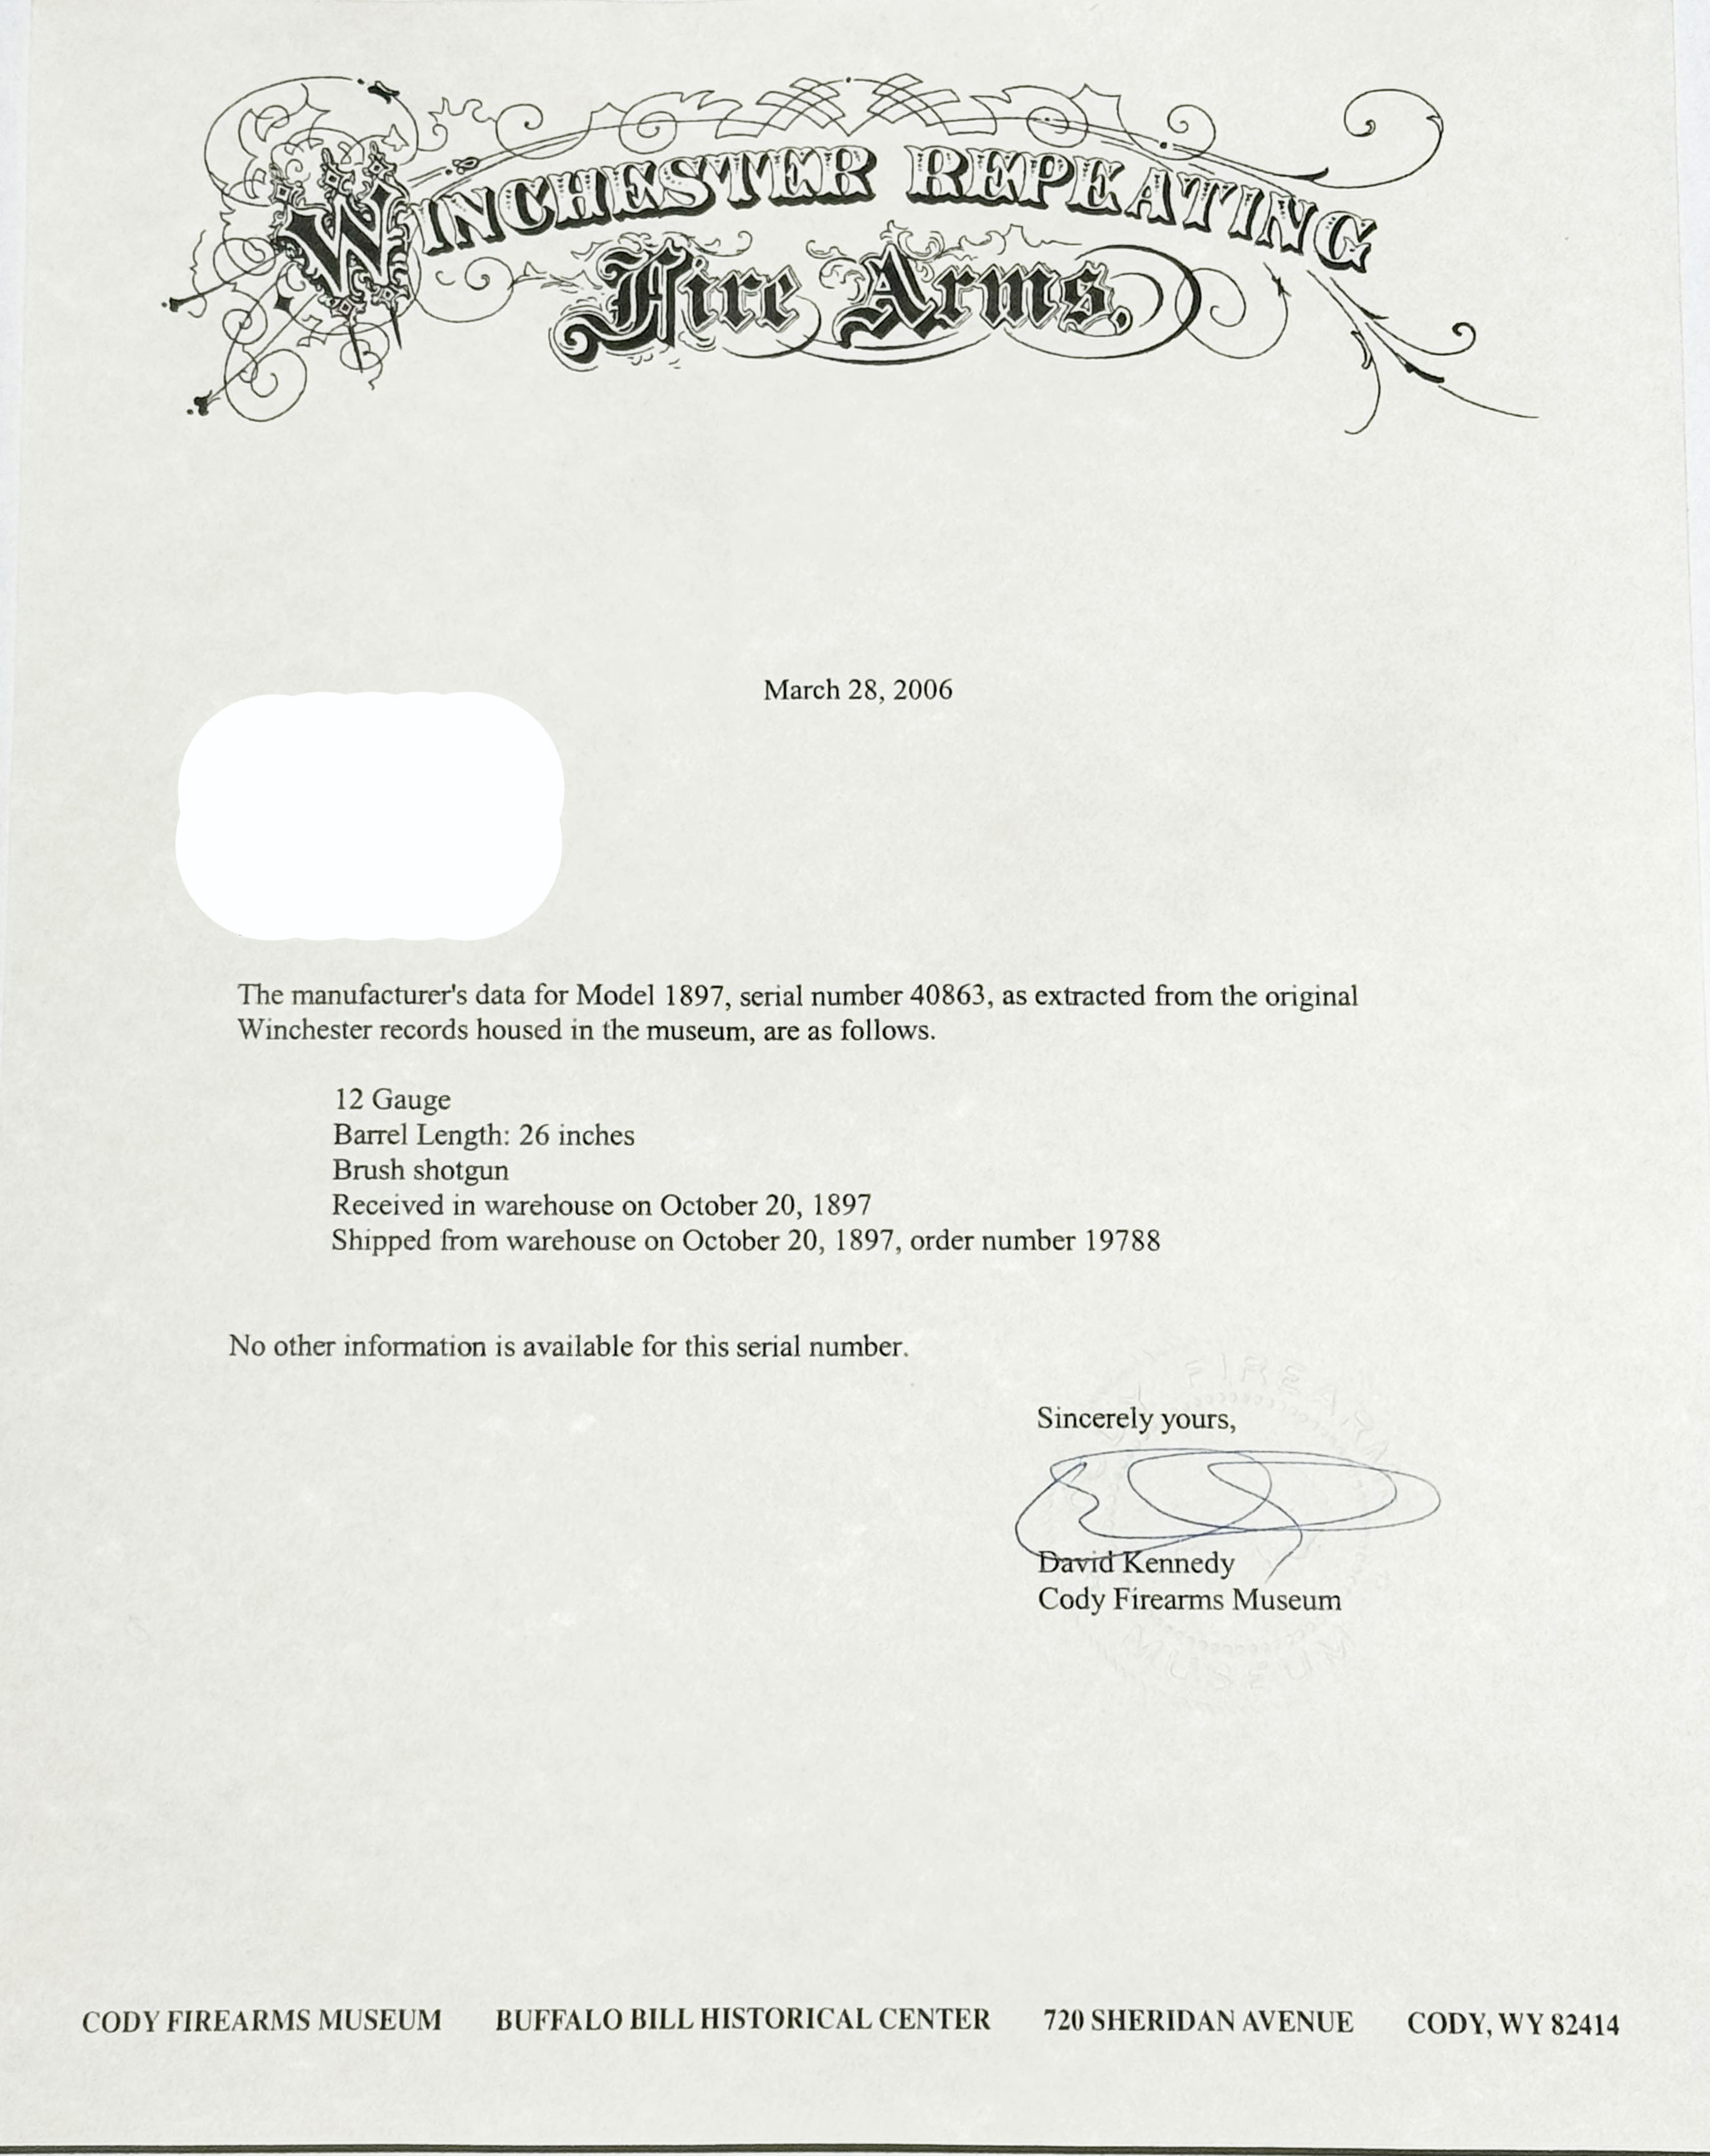 WINCHESTER REPEATING
Fire Arms.
March 28, 2006
The manufacturer's data for Model 1897, serial number 40863, as extracted from the original
Winchester records housed in the museum, are as follows.
12 Gauge
Barrel Length: 26 inches
Brush shotgun
Received in warehouse on October 20, 1897
Shipped from warehouse on October 20, 1897, order number 19788
No other information is available for this serial number.
Sincerely yours,
David Kennedy
Cody Firearms Museum
MUSEUM
CODY FIREARMS MUSEUM BUFFALO BILL HISTORICAL CENTER 720 SHERIDAN AVENUE CODY, WY 82414